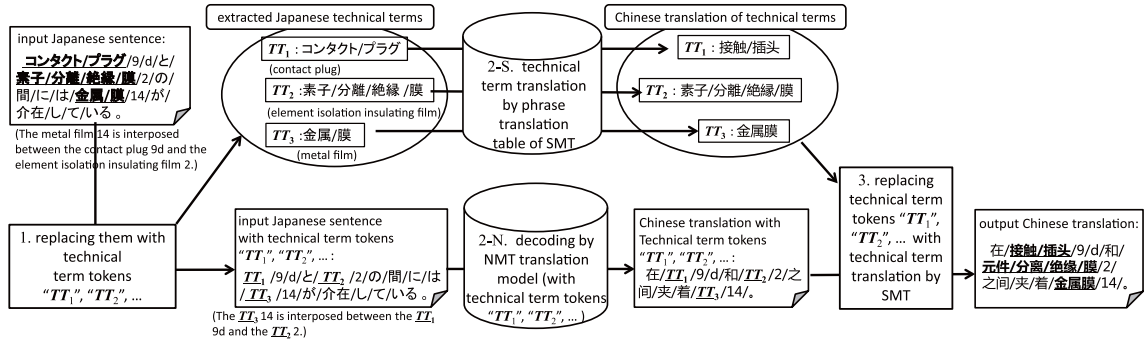 input Japanese sentence:
コンタクト/プラグ/9/d/と/
素子/分離/絶縁/膜/2/の/
間/に/は/金属/膜/14/が/
介在/し/て/いる 。
(The metal film 14 is interposed
between the contact plug 9d and the
element isolation insulating film 2.)
1. replacing them with
technical
term tokens
“TT1”, “TT2”, ...
extracted Japanese technical terms
TT1 : コンタクト/プラグ
(contact plug)
TT2 : 素子/分離/絶縁 /膜
(element isolation insulating film)
TT3 : 金属/膜
(metal film)
2-S. technical
term translation
by phrase
translation
table of SMT
Chinese translation of technical terms
TT1 : 接触/插头
TT2 : 素子/分离/绝缘/膜
TT3 : 金属膜
input Japanese sentence
with technical term tokens
“TT1”, “TT2”, ... :
TT1 /9/d/と/ TT2 /2/の/間/に/は
/ TT3 /14/が/介在/し/て/いる 。
(The TT3 14 is interposed between the TT1
9d and the TT2 2.)
2-N. decoding by
NMT translation
model (with
technical term tokens
“TT1”, “TT2”, ... )
Chinese translation with
Technical term tokens
“TT1”, “TT2”, ... :
在/TT1 /9/d/和/TT2 /2/之
/间/夹/着/TT3 /14/。
3. replacing
technical term
tokens “TT1”,
“TT2”, ... with
technical term
translation by
SMT
output Chinese translation:
在/接触/插头/9/d/和/
元件/分离/绝缘/膜/2/
之间/夹/着/金属膜/14/。